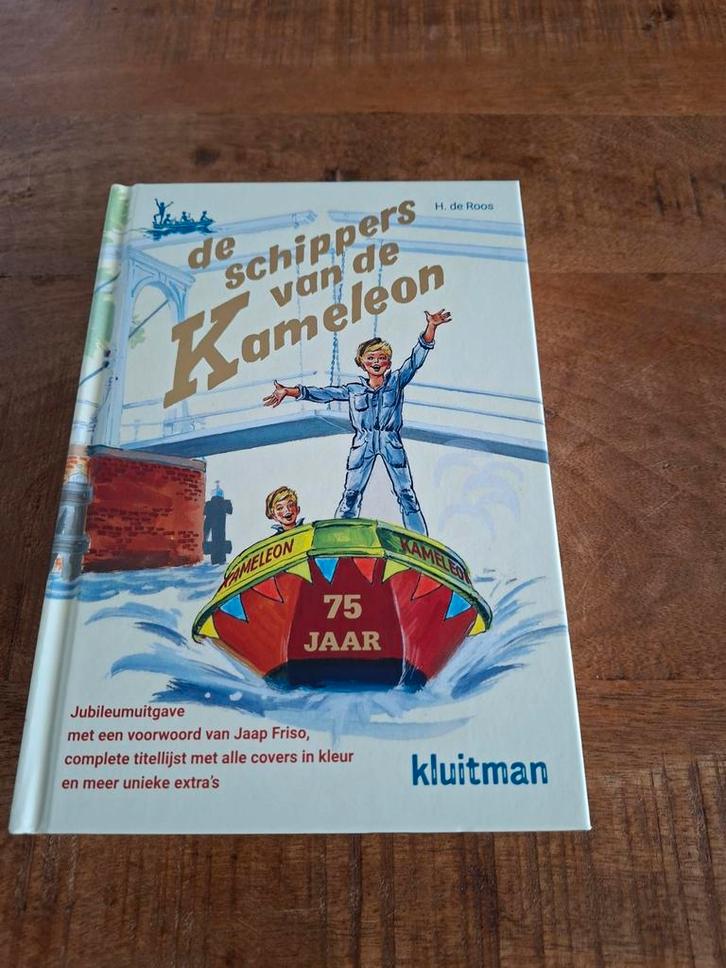 H. de Roos
de
schippers
van de
Kameleon
KAMELEON
KAMELEON
75
JAAR
Jubileumuitgave
met een voorwoord van Jaap Friso,
complete titellijst met alle covers in kleur
en meer unieke extra's
kluitman